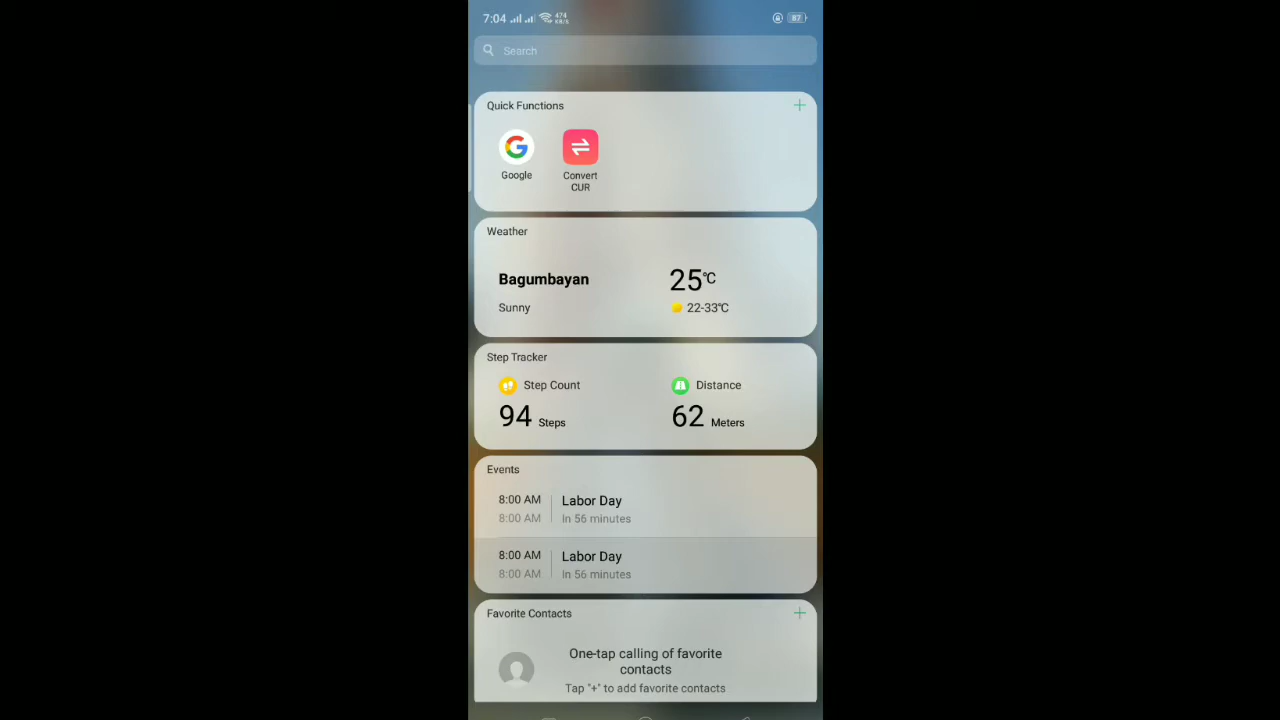 7:04 474 KB/S 87
Search
Quick Functions
Google
Convert
CUR
Weather
Bagumbayan 25°C
Sunny 22-33°C
Step Tracker
Step Count Distance
94 Steps 62 Meters
Events
8:00 AM Labor Day
8:00 AM In 56 minutes
8:00 AM Labor Day
8:00 AM In 56 minutes
Favorite Contacts
One-tap calling of favorite
contacts
Tap "+" to add favorite contacts